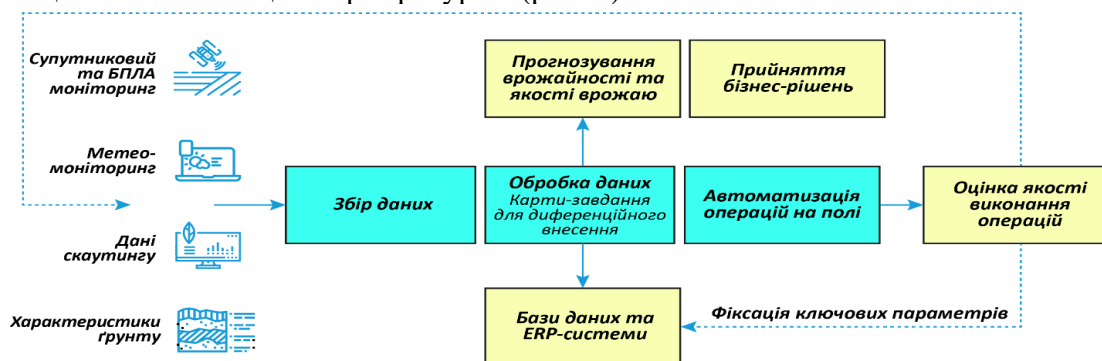 Супутниковий
та БПЛА
моніторинг
Прогнозування
врожайності та
якості врожаю
Прийняття
бізнес-рішень
Метео-
моніторинг
Збір даних
Обробка даних
Карти-завдання
для диференційного
внесення
Автоматизація
операцій на полі
Оцінка якості
виконання
операцій
Дані
скаутингу
Характеристики
ґрунту
Бази даних та
ERP-системи
Фіксація ключових параметрів